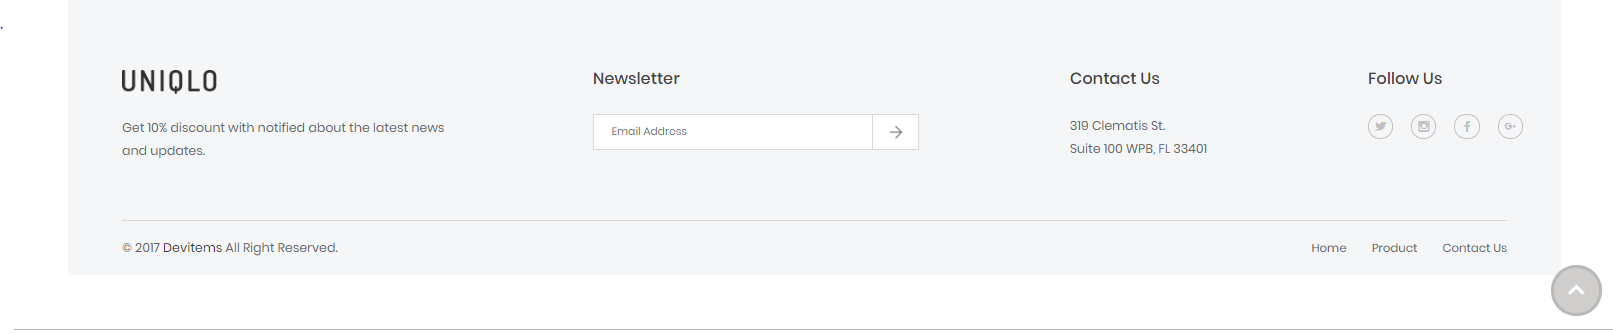 UNIQLO
Get 10% discount with notified about the latest news
and updates.
Newsletter
Email Address
Contact Us
319 Clematis St.
Suite 100 WPB, FL 33401
Follow Us
© 2017 Devitems All Right Reserved.
Home Product Contact Us